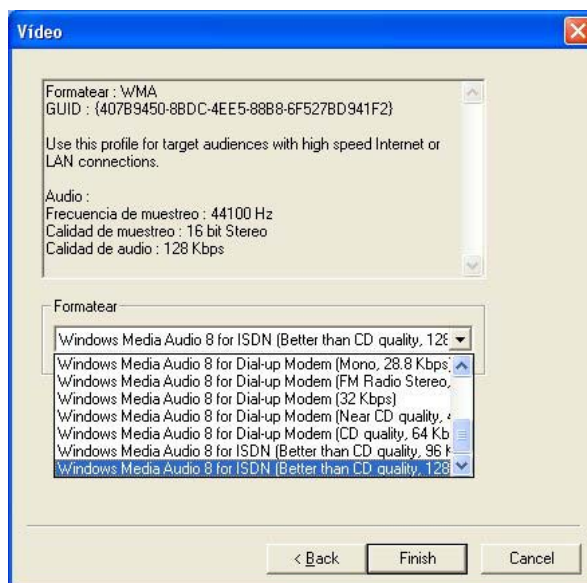 Vídeo
Formatear : WMA
GUID : {407B9450-8BDC-4EE5-88B8-6F527BD941F2}
Use this profile for target audiences with high speed Internet or
LAN connections.
Audio :
Frecuencia de muestreo : 44100 Hz
Calidad de muestreo : 16 bit Stereo
Calidad de audio : 128 Kbps
Formatear
Windows Media Audio 8 for ISDN (Better than CD quality, 128
Windows Media Audio 8 for Dial-up Modem (Mono, 28.8 Kbps)
Windows Media Audio 8 for Dial-up Modem (FM Radio Stereo,
Windows Media Audio 8 for Dial-up Modem (32 Kbps)
Windows Media Audio 8 for Dial-up Modem (Near CD quality, 4
Windows Media Audio 8 for Dial-up Modem (CD quality, 64 Kb
Windows Media Audio 8 for ISDN (Better than CD quality, 96 K
Windows Media Audio 8 for ISDN (Better than CD quality, 128
< Back
Finish
Cancel